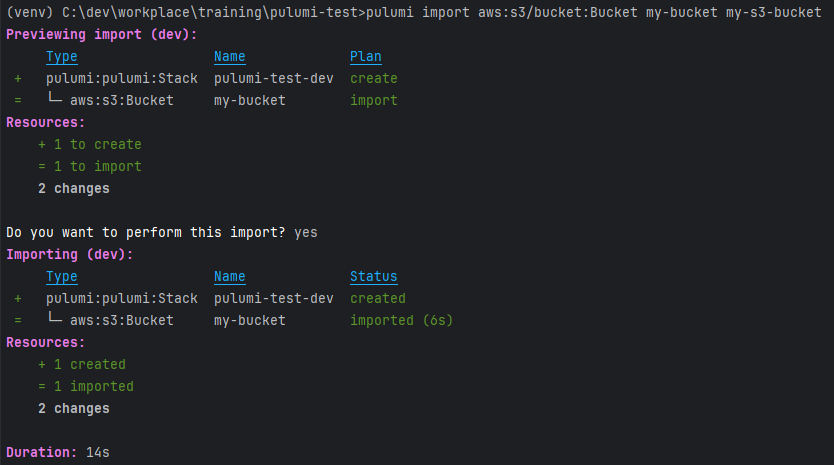 (venv) C:\dev\workplace\training\pulumi-test>pulumi import aws:s3/bucket:Bucket my-bucket my-s3-bucket
Previewing import (dev):
     Type                 Name             Plan
 +   pulumi:pulumi:Stack  pulumi-test-dev  create
 =   └─ aws:s3:Bucket     my-bucket        import
Resources:
    + 1 to create
    = 1 to import
    2 changes
Do you want to perform this import? yes
Importing (dev):
     Type                 Name             Status
 +   pulumi:pulumi:Stack  pulumi-test-dev  created
 =   └─ aws:s3:Bucket     my-bucket        imported (6s)
Resources:
    + 1 created
    = 1 imported
    2 changes
Duration: 14s